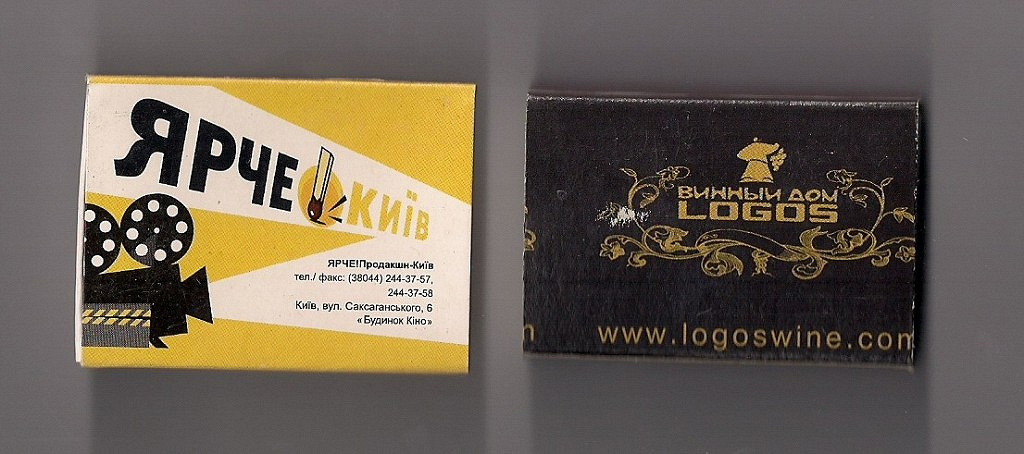 ЯРЧЕ!
КИЇВ
ЯРЧЕ!Продакшн-Київ
тел./ факс: (38044) 244-37-57,
244-37-58
Київ, вул. Саксаганського, 6
«Будинок Кіно»
ВИННЫЙ ДОМ
LOGOS
www.logoswine.com